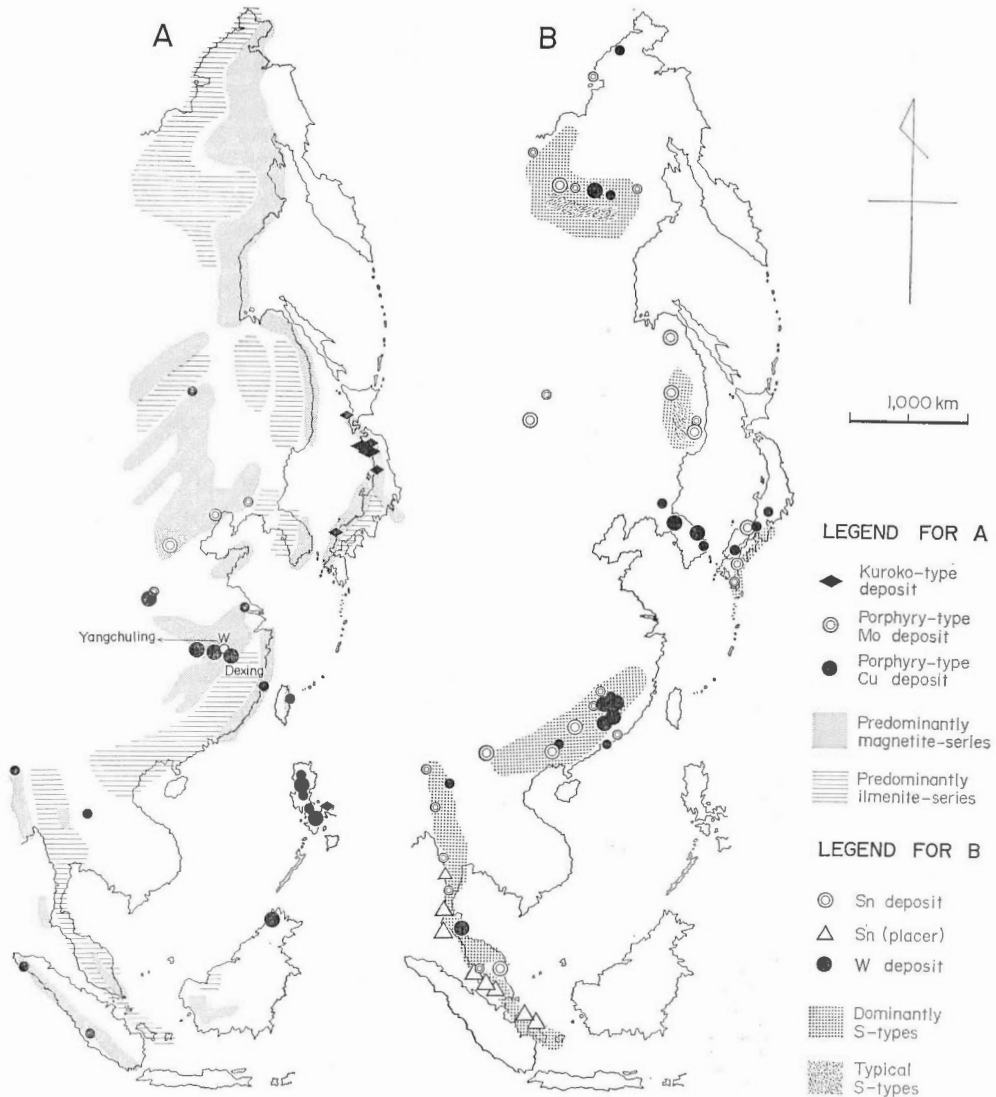 A
B
1,000 km
Yangchuling
W
Dexing
LEGEND FOR A
Kuroko-type
deposit
Porphyry-type
Mo deposit
Porphyry-type
Cu deposit
Predominantly
magnetite-series
Predominantly
ilmenite-series
LEGEND FOR B
Sn deposit
Sn (placer)
W deposit
Dominantly
S-types
Typical
S-types